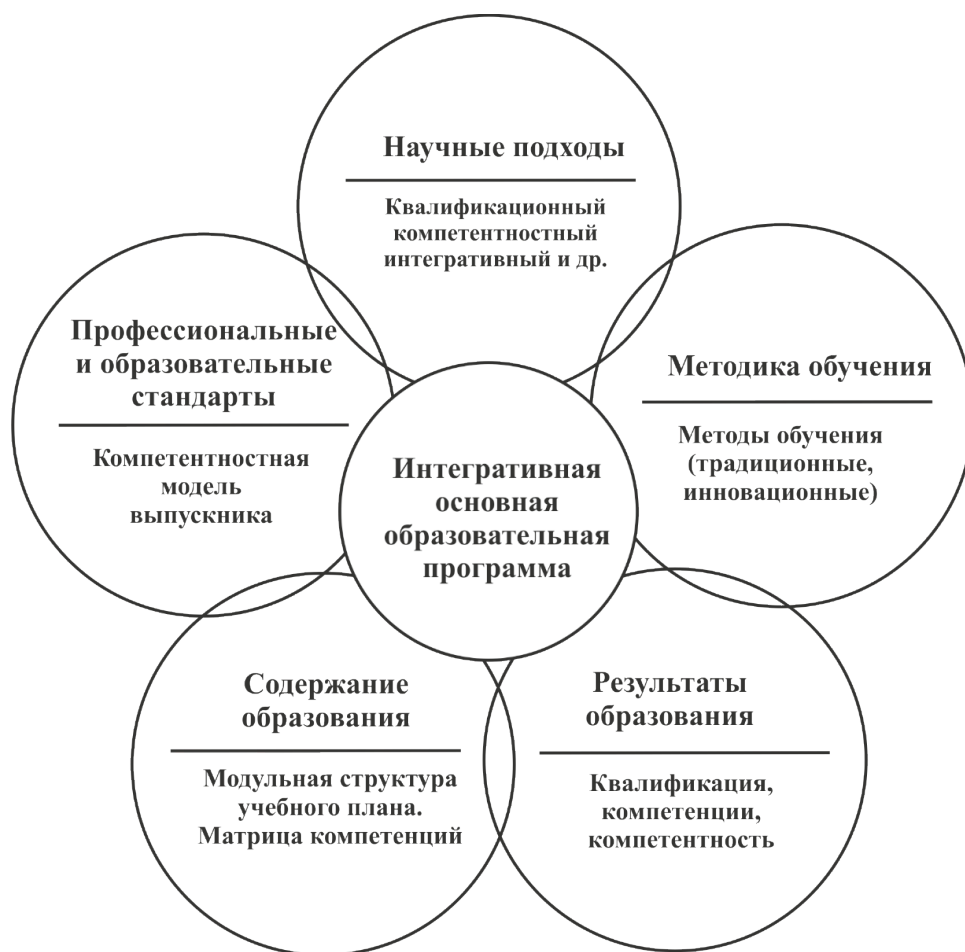 Научные подходы
Квалификационный
компетентностный
интегративный и др.
Профессиональные
и образовательные
стандарты
Компетентностная
модель
выпускника
Методика обучения
Методы обучения
(традиционные,
инновационные)
Интегративная
основная
образовательная
программа
Содержание
образования
Модульная структура
учебного плана.
Матрица компетенций
Результаты
образования
Квалификация,
компетенции,
компетентность